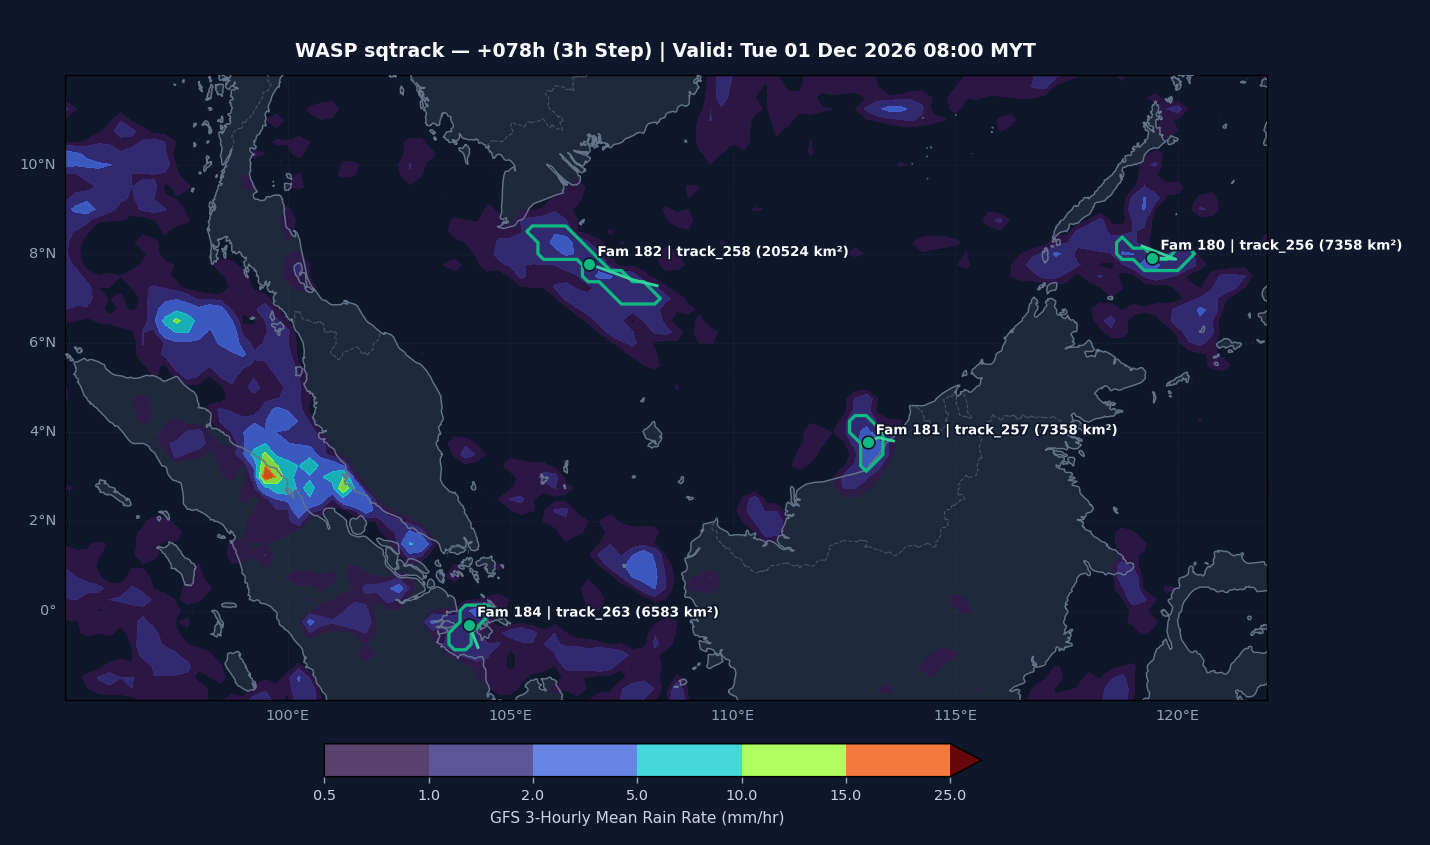 WASP sqtrack — +078h (3h Step) | Valid: Tue 01 Dec 2026 08:00 MYT
10°N
8°N
6°N
4°N
2°N
0°
Fam 182 | track_258 (20524 km²)
Fam 180 | track_256 (7358 km²)
Fam 181 | track_257 (7358 km²)
Fam 184 | track_263 (6583 km²)
100°E 105°E 110°E 115°E 120°E
0.5 1.0 2.0 5.0 10.0 15.0 25.0
GFS 3-Hourly Mean Rain Rate (mm/hr)